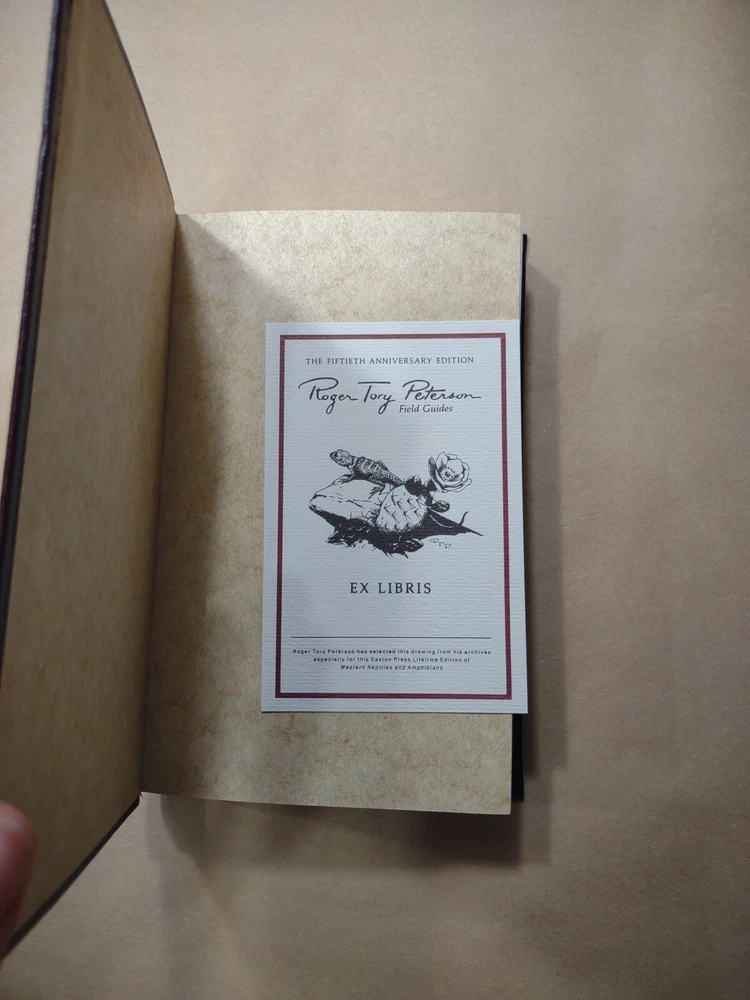 THE FIFTIETH ANNIVERSARY EDITION
Roger Tory Peterson
Field Guides
RTP
EX LIBRIS
Roger Tory Peterson has selected this drawing from his archives
especially for this Easton Press Lifetime Edition of
Western Reptiles and Amphibians